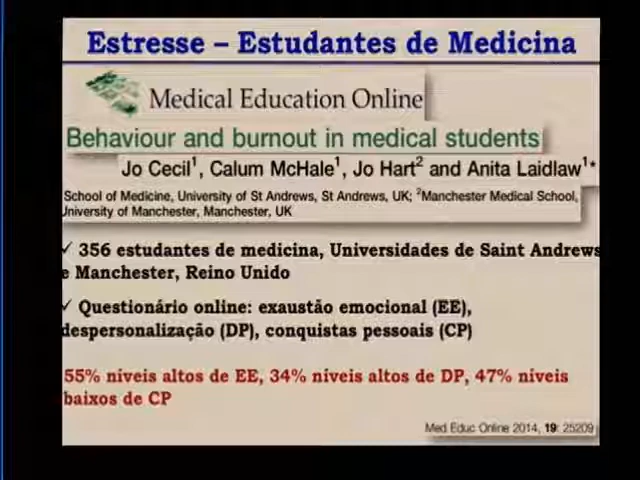 Estresse – Estudantes de Medicina
Medical Education Online
Behaviour and burnout in medical students
Jo Cecil¹, Calum McHale¹, Jo Hart² and Anita Laidlaw¹*
School of Medicine, University of St Andrews, St Andrews, UK; ²Manchester Medical School,
University of Manchester, Manchester, UK
✓ 356 estudantes de medicina, Universidades de Saint Andrews
e Manchester, Reino Unido
✓ Questionário online: exaustão emocional (EE),
despersonalização (DP), conquistas pessoais (CP)
55% níveis altos de EE, 34% níveis altos de DP, 47% níveis
baixos de CP
Med Educ Online 2014, 19: 25209